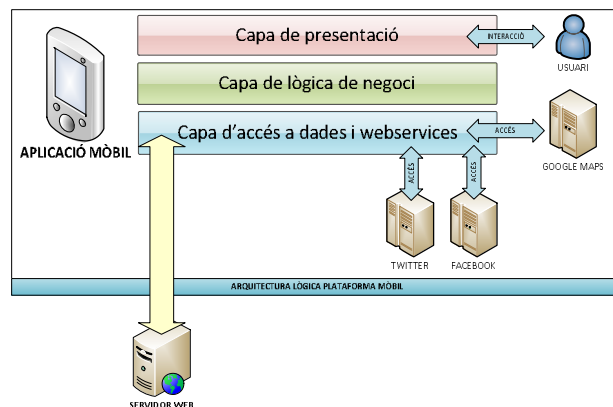 Capa de presentació
INTERACCIÓ
USUARI
Capa de lògica de negoci
Capa d'accés a dades i webservices
ACCÉS
APLICACIÓ MÒBIL
GOOGLE MAPS
ACCÉS
ACCÉS
TWITTER
FACEBOOK
ARQUITECTURA LÒGICA PLATAFORMA MÒBIL
SERVIDOR WEB